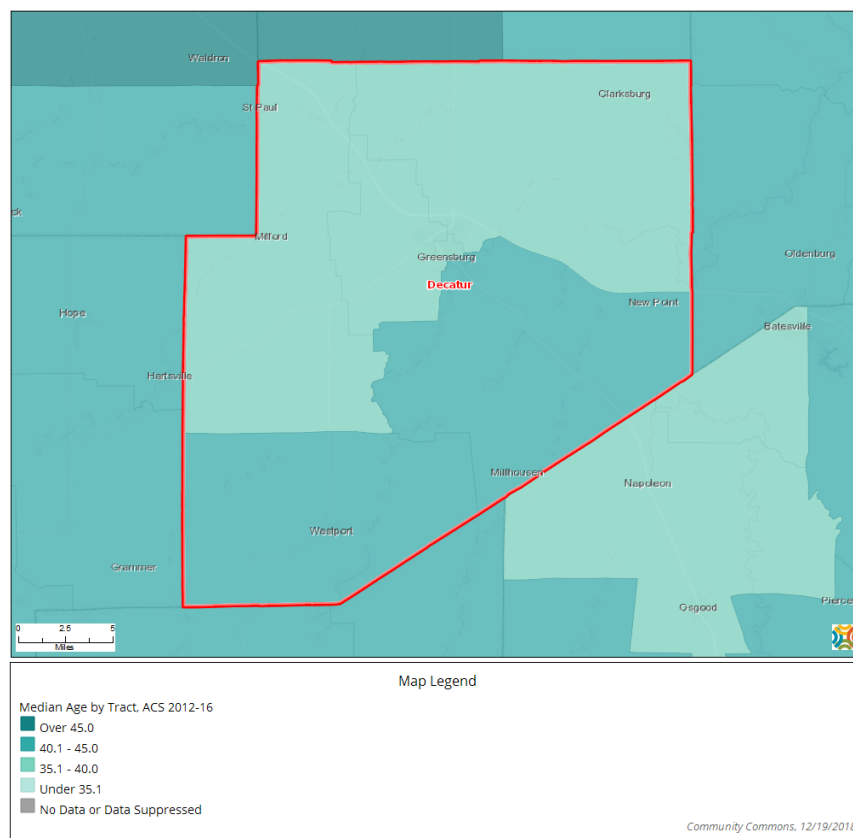 Waldron
Clarksburg
St Paul
ck
Milford
Oldenburg
Greensburg
Decatur
New Point
Hope
Batesville
Hartsville
Millhousen
Napoleon
Westport
Grammer
Osgood
Pierce
0 2.5 5
Miles
Map Legend
Median Age by Tract, ACS 2012-16
Over 45.0
40.1 - 45.0
35.1 - 40.0
Under 35.1
No Data or Data Suppressed
Community Commons, 12/19/2018